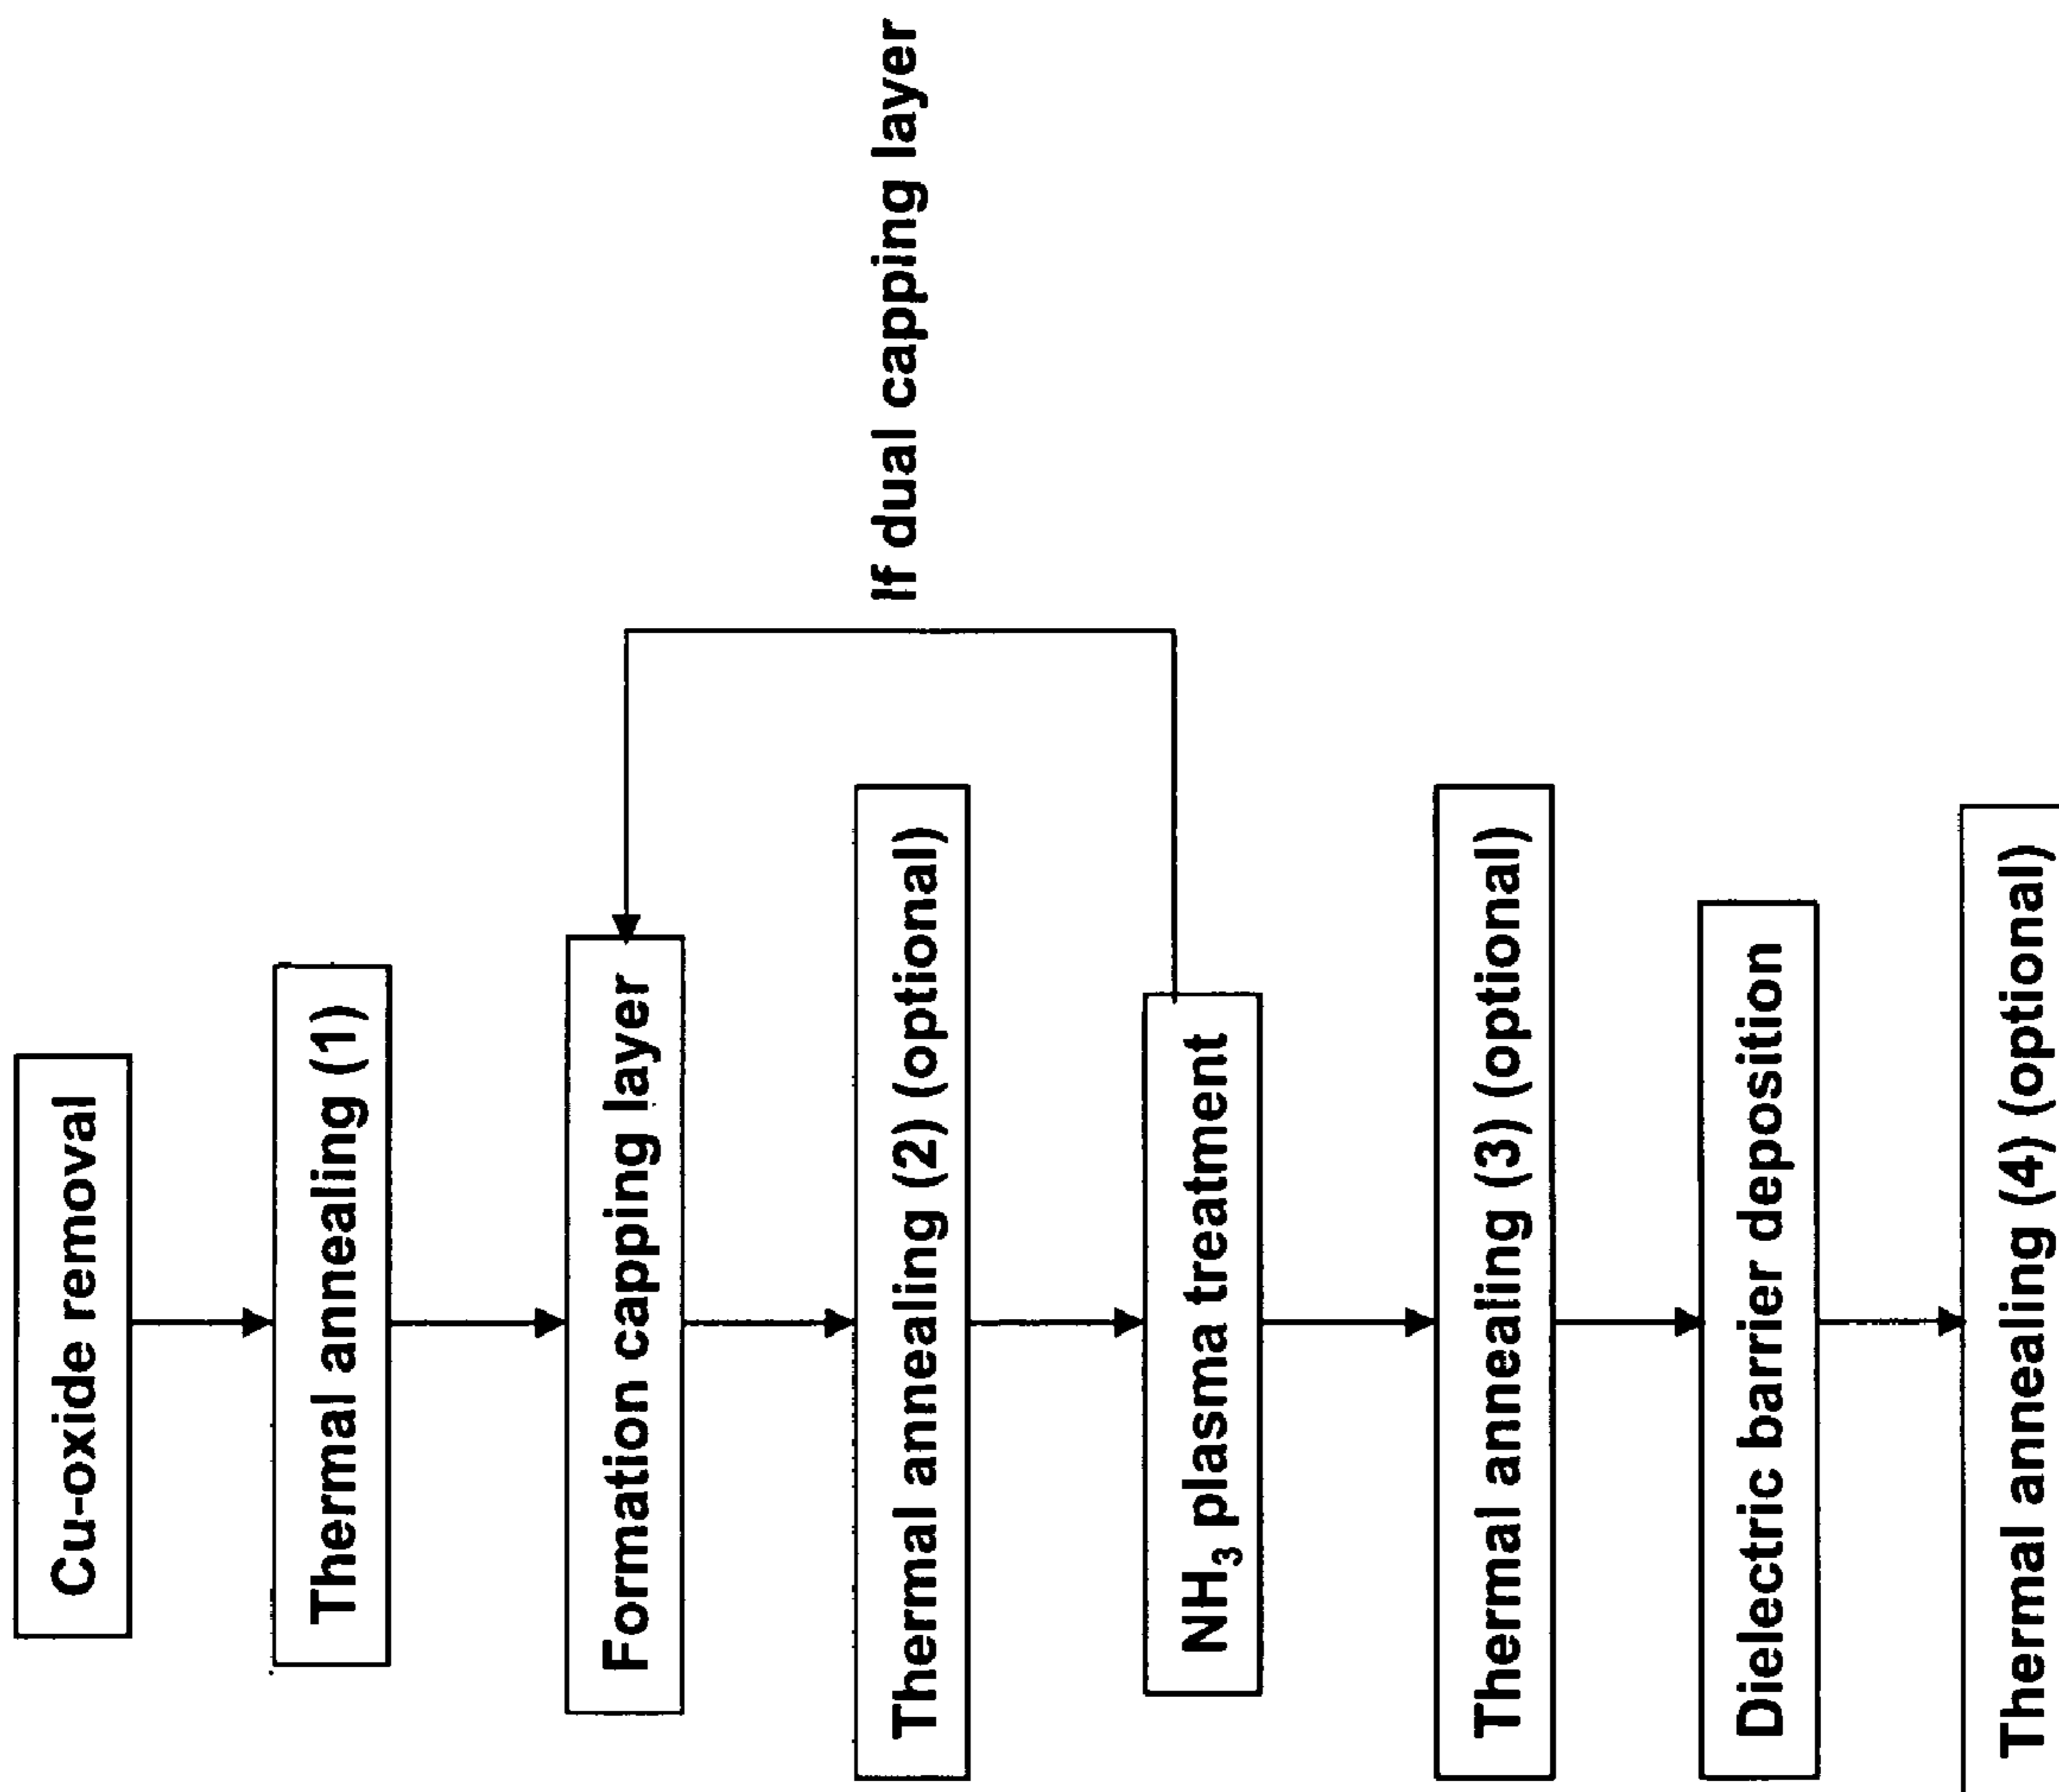 Cu-oxide removal
Thermal annealing (1)
Formation capping layer
If dual capping layer
Thermal annealing (2) (optional)
NH₃ plasma treatment
Thermal annealing (3) (optional)
Dielectric barrier deposition
Thermal annealing (4) (optional)